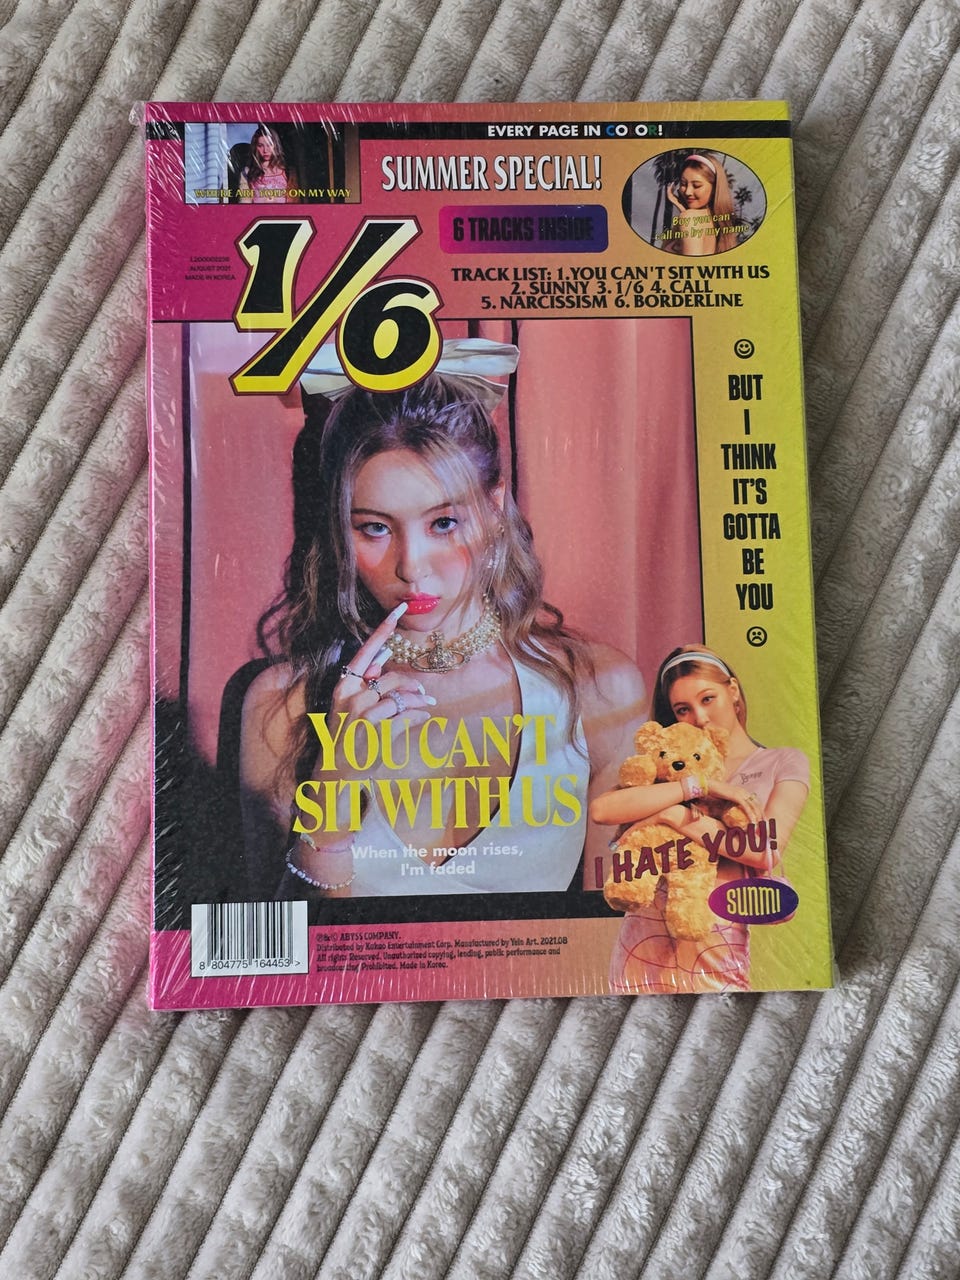 EVERY PAGE IN COLOR!
WHERE ARE YOU? ON MY WAY
SUMMER SPECIAL!
Boy you can
call me by my name
6 TRACKS INSIDE
1/6
L200002238
AUGUST 2021
MADE IN KOREA
TRACK LIST: 1.YOU CAN'T SIT WITH US
2. SUNNY 3. 1/6 4. CALL
5. NARCISSISM 6. BORDERLINE
BUT
I
THINK
IT'S
GOTTA
BE
YOU
YOU CAN'T
SIT WITH US
When the moon rises,
I'm faded
I HATE YOU!
sunmi
8 804775 164453 >
℗&© ABYSS COMPANY.
Distributed by Kakao Entertainment Corp. Manufactured by Yein Art. 2021.08
All rights Reserved. Unauthorized copying, lending, public performance and
broadcasting Prohibited. Made in Korea.